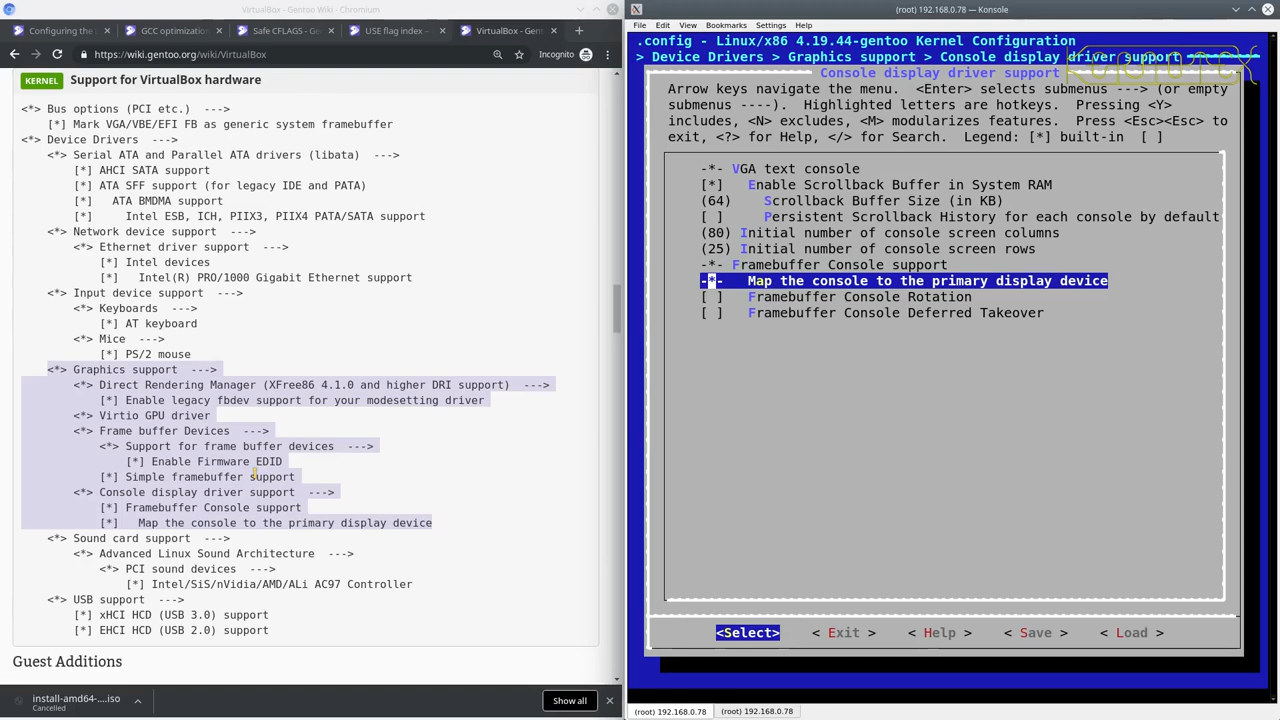 VirtualBox - Gentoo Wiki - Chromium
Configuring the l
GCC optimization
Safe CFLAGS - G
USE flag index –
VirtualBox – Gent
https://wiki.gentoo.org/wiki/VirtualBox
Incognito
KERNEL Support for VirtualBox hardware
<*> Bus options (PCI etc.) --->
[*] Mark VGA/VBE/EFI FB as generic system framebuffer
<*> Device Drivers --->
<*> Serial ATA and Parallel ATA drivers (libata) --->
[*] AHCI SATA support
[*] ATA SFF support (for legacy IDE and PATA)
[*] ATA BMDMA support
[*] Intel ESB, ICH, PIIX3, PIIX4 PATA/SATA support
<*> Network device support --->
<*> Ethernet driver support --->
[*] Intel devices
[*] Intel(R) PRO/1000 Gigabit Ethernet support
<*> Input device support --->
<*> Keyboards --->
[*] AT keyboard
<*> Mice --->
[*] PS/2 mouse
<*> Graphics support --->
<*> Direct Rendering Manager (XFree86 4.1.0 and higher DRI support) --->
[*] Enable legacy fbdev support for your modesetting driver
<*> Virtio GPU driver
<*> Frame buffer Devices --->
<*> Support for frame buffer devices --->
[*] Enable Firmware EDID
[*] Simple framebuffer support
<*> Console display driver support --->
[*] Framebuffer Console support
[*] Map the console to the primary display device
<*> Sound card support --->
<*> Advanced Linux Sound Architecture --->
<*> PCI sound devices --->
[*] Intel/SiS/nVidia/AMD/ALi AC97 Controller
<*> USB support --->
[*] xHCI HCD (USB 3.0) support
[*] EHCI HCD (USB 2.0) support
Guest Additions
install-amd64-....iso
Cancelled
Show all
(root) 192.168.0.78 — Konsole
File Edit View Bookmarks Settings Help
.config - Linux/x86 4.19.44-gentoo Kernel Configuration
> Device Drivers > Graphics support > Console display driver support
Console display driver support
Arrow keys navigate the menu. <Enter> selects submenus ---> (or empty
submenus ----). Highlighted letters are hotkeys. Pressing <Y>
includes, <N> excludes, <M> modularizes features. Press <Esc><Esc> to
exit, <?> for Help, </> for Search. Legend: [*] built-in [ ]
-*- VGA text console
[*] Enable Scrollback Buffer in System RAM
(64) Scrollback Buffer Size (in KB)
[ ] Persistent Scrollback History for each console by default
(80) Initial number of console screen columns
(25) Initial number of console screen rows
-*- Framebuffer Console support
-*- Map the console to the primary display device
[ ] Framebuffer Console Rotation
[ ] Framebuffer Console Deferred Takeover
<Select> < Exit > < Help > < Save > < Load >
(root) 192.168.0.78
(root) 192.168.0.78